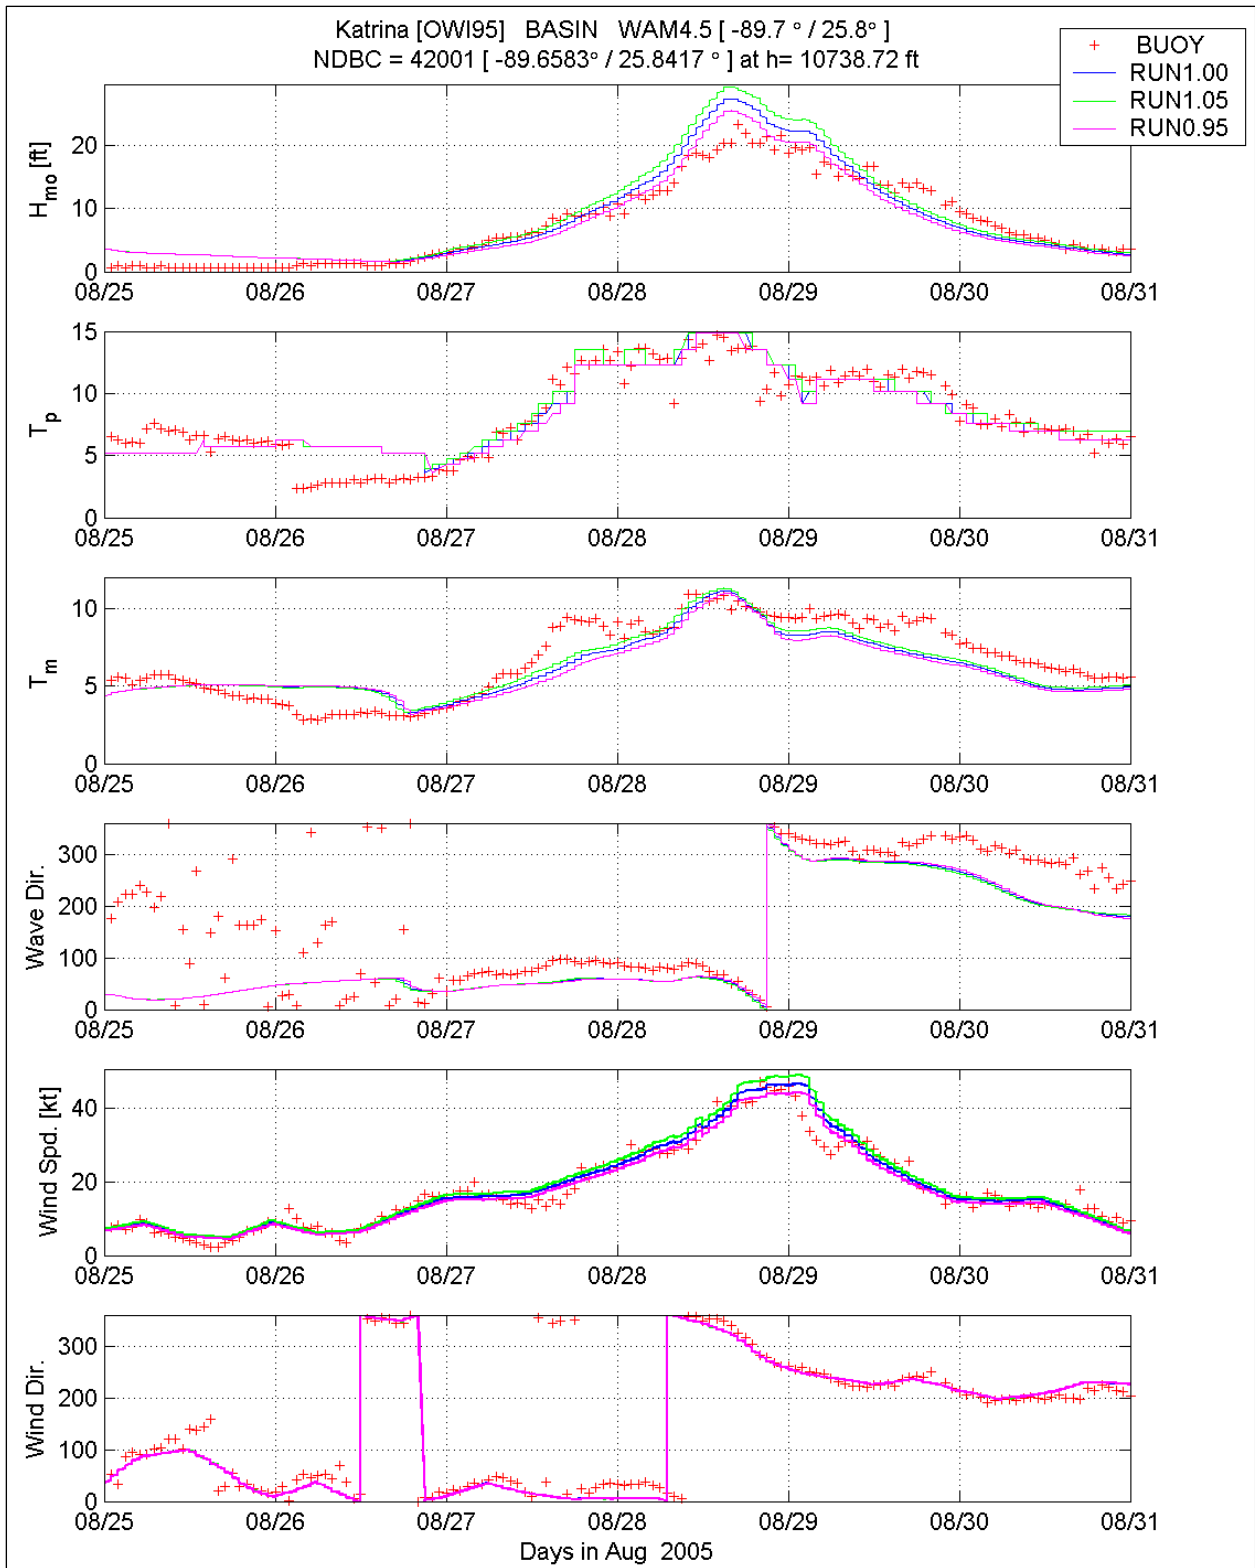 Katrina [OWI95] BASIN WAM4.5 [ -89.7 ° / 25.8° ]
NDBC = 42001 [ -89.6583° / 25.8417 ° ] at h= 10738.72 ft
BUOY
RUN1.00
RUN1.05
RUN0.95
Hmo [ft]
20
10
0
08/25 08/26 08/27 08/28 08/29 08/30 08/31
Tp
15
10
5
0
08/25 08/26 08/27 08/28 08/29 08/30 08/31
Tm
10
5
0
08/25 08/26 08/27 08/28 08/29 08/30 08/31
Wave Dir.
300
200
100
0
08/25 08/26 08/27 08/28 08/29 08/30 08/31
Wind Spd. [kt]
40
20
0
08/25 08/26 08/27 08/28 08/29 08/30 08/31
Wind Dir.
300
200
100
0
08/25 08/26 08/27 08/28 08/29 08/30 08/31
Days in Aug 2005